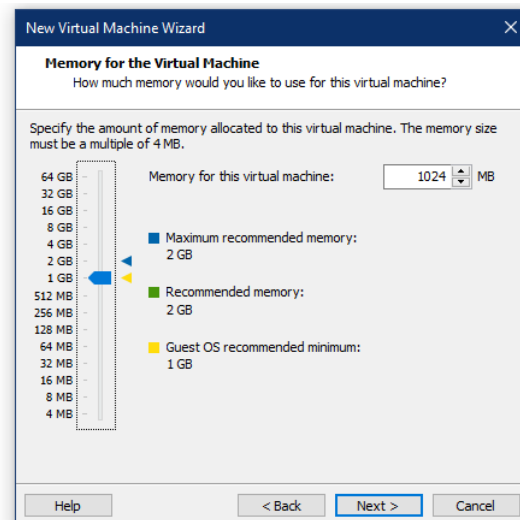 New Virtual Machine Wizard
Memory for the Virtual Machine
How much memory would you like to use for this virtual machine?
Specify the amount of memory allocated to this virtual machine. The memory size
must be a multiple of 4 MB.
64 GB
32 GB
16 GB
8 GB
4 GB
2 GB
1 GB
512 MB
256 MB
128 MB
64 MB
32 MB
16 MB
8 MB
4 MB
Memory for this virtual machine: 1024 MB
Maximum recommended memory:
2 GB
Recommended memory:
2 GB
Guest OS recommended minimum:
1 GB
Help < Back Next > Cancel